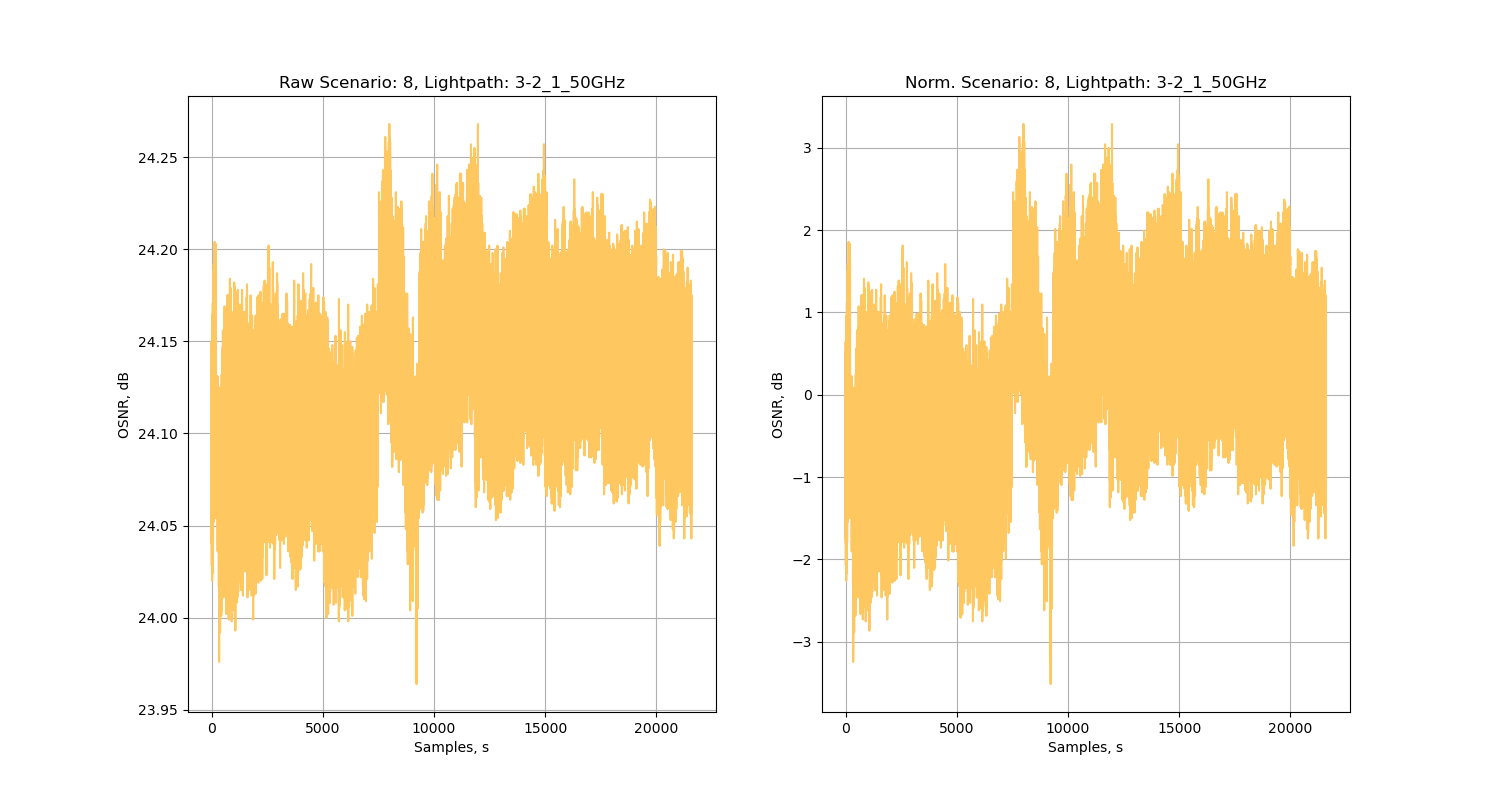 Raw Scenario: 8, Lightpath: 3-2_1_50GHz
24.25
24.20
24.15
24.10
24.05
24.00
23.95
OSNR, dB
0 5000 10000 15000 20000
Samples, s
Norm. Scenario: 8, Lightpath: 3-2_1_50GHz
3
2
1
0
−1
−2
−3
OSNR, dB
0 5000 10000 15000 20000
Samples, s